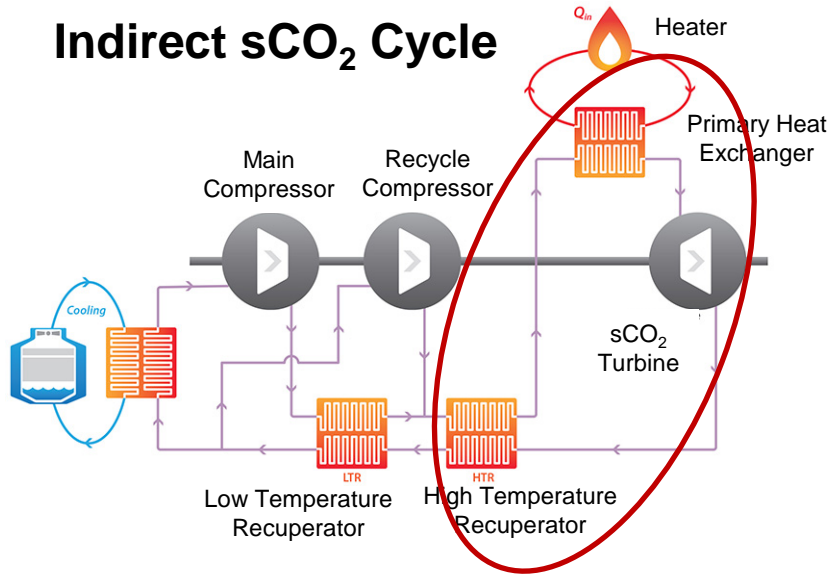 Indirect sCO₂ Cycle
Qin
Heater
Primary Heat
Exchanger
Main
Compressor
Recycle
Compressor
Cooling
sCO₂
Turbine
LTR
HTR
Low Temperature
Recuperator
High Temperature
Recuperator